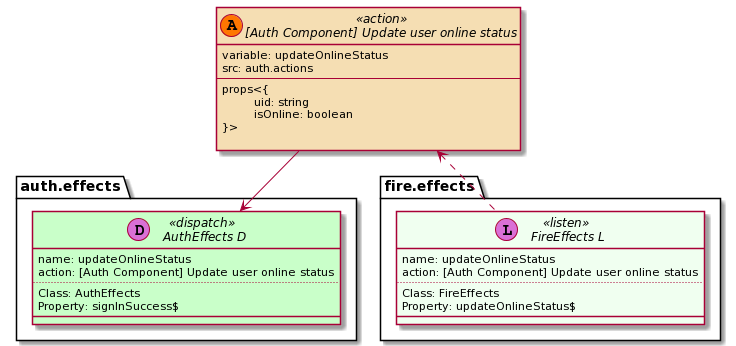 A
«action»
[Auth Component] Update user online status
variable: updateOnlineStatus
src: auth.actions
props<{
uid: string
isOnline: boolean
}>
auth.effects
D
«dispatch»
AuthEffects D
name: updateOnlineStatus
action: [Auth Component] Update user online status
Class: AuthEffects
Property: signInSuccess$
fire.effects
L
«listen»
FireEffects L
name: updateOnlineStatus
action: [Auth Component] Update user online status
Class: FireEffects
Property: updateOnlineStatus$